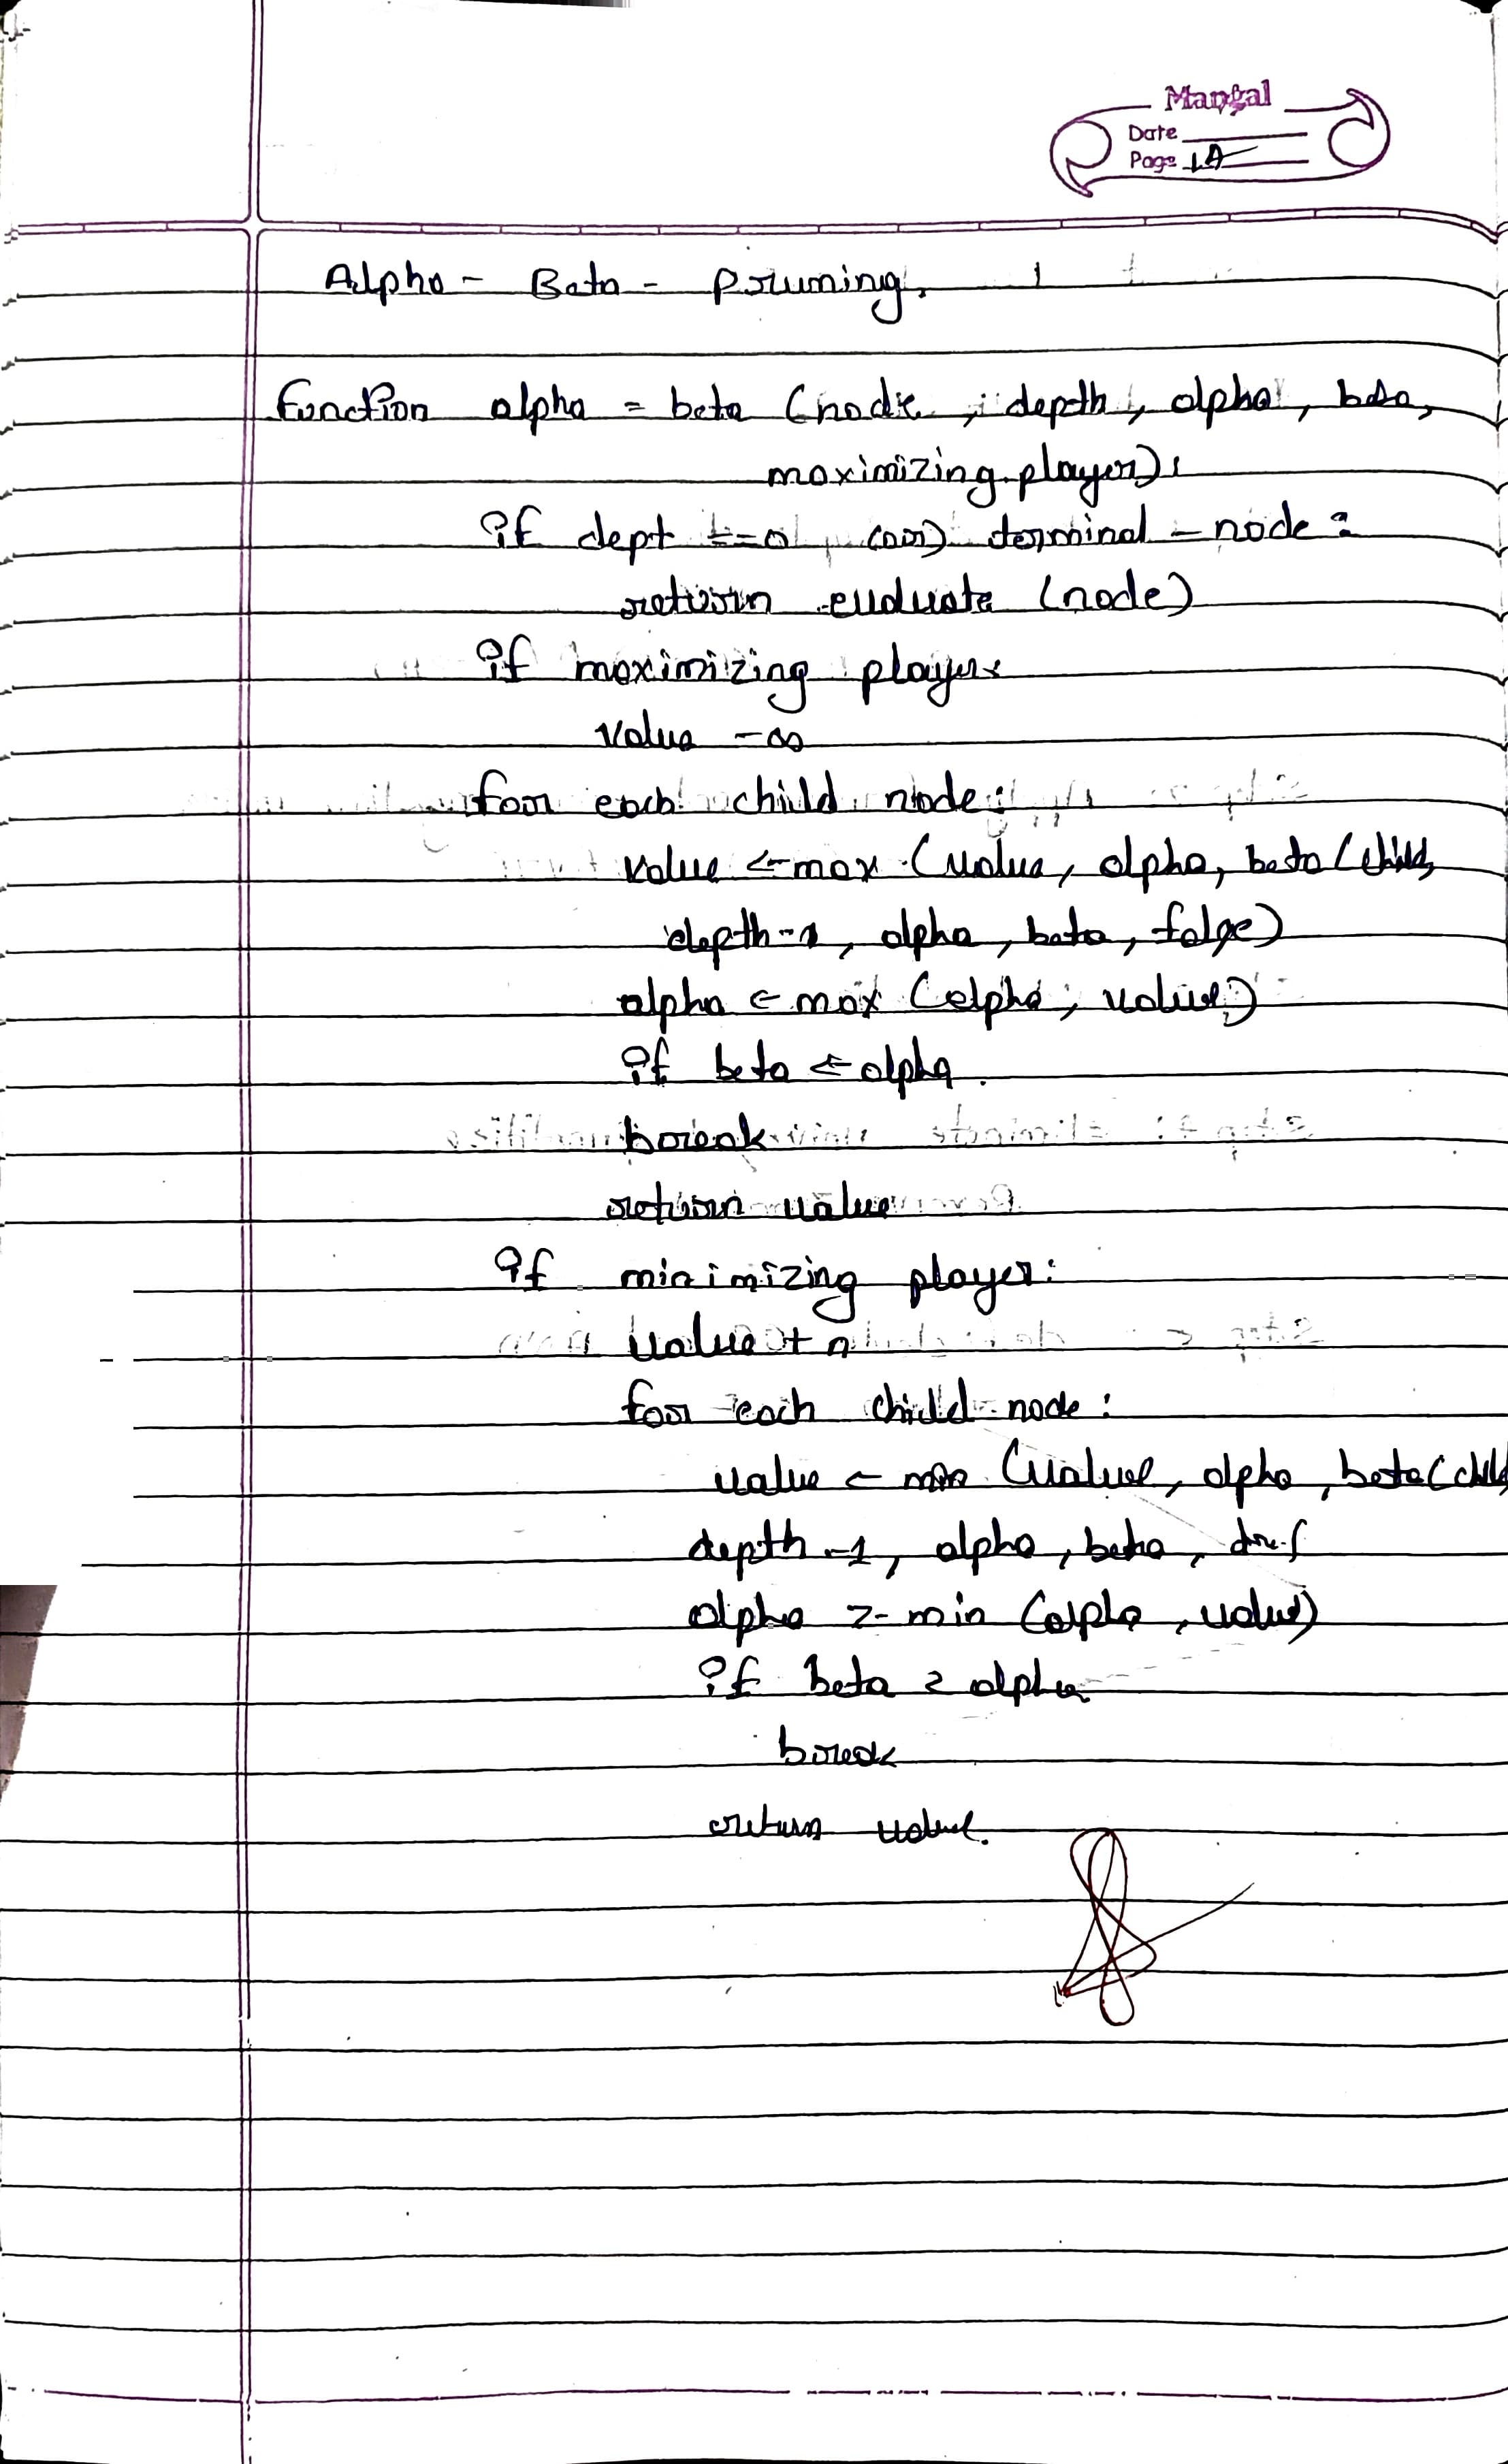 Mangal
Date
Page
Alpha - Beta - pruning.
function alpha = beta (node, depth, alpha, beta,
maximizing player):
if dept ==0 (or) terminal - node:
return evaluate (node)
if maximizing player:
value -∞
for each child node:
value <- max (value, alpha, beta (child,
depth-1, alpha, beta, false)
alpha ← max (alpha, value)
if beta ← alpha.
break
return value
if minimizing player:
value + n
for each child node:
value ← min (value, alpha, beta (child
depth-1, alpha, beta,
alpha z- min (alpha, value)
if beta z alpha
break
return value.